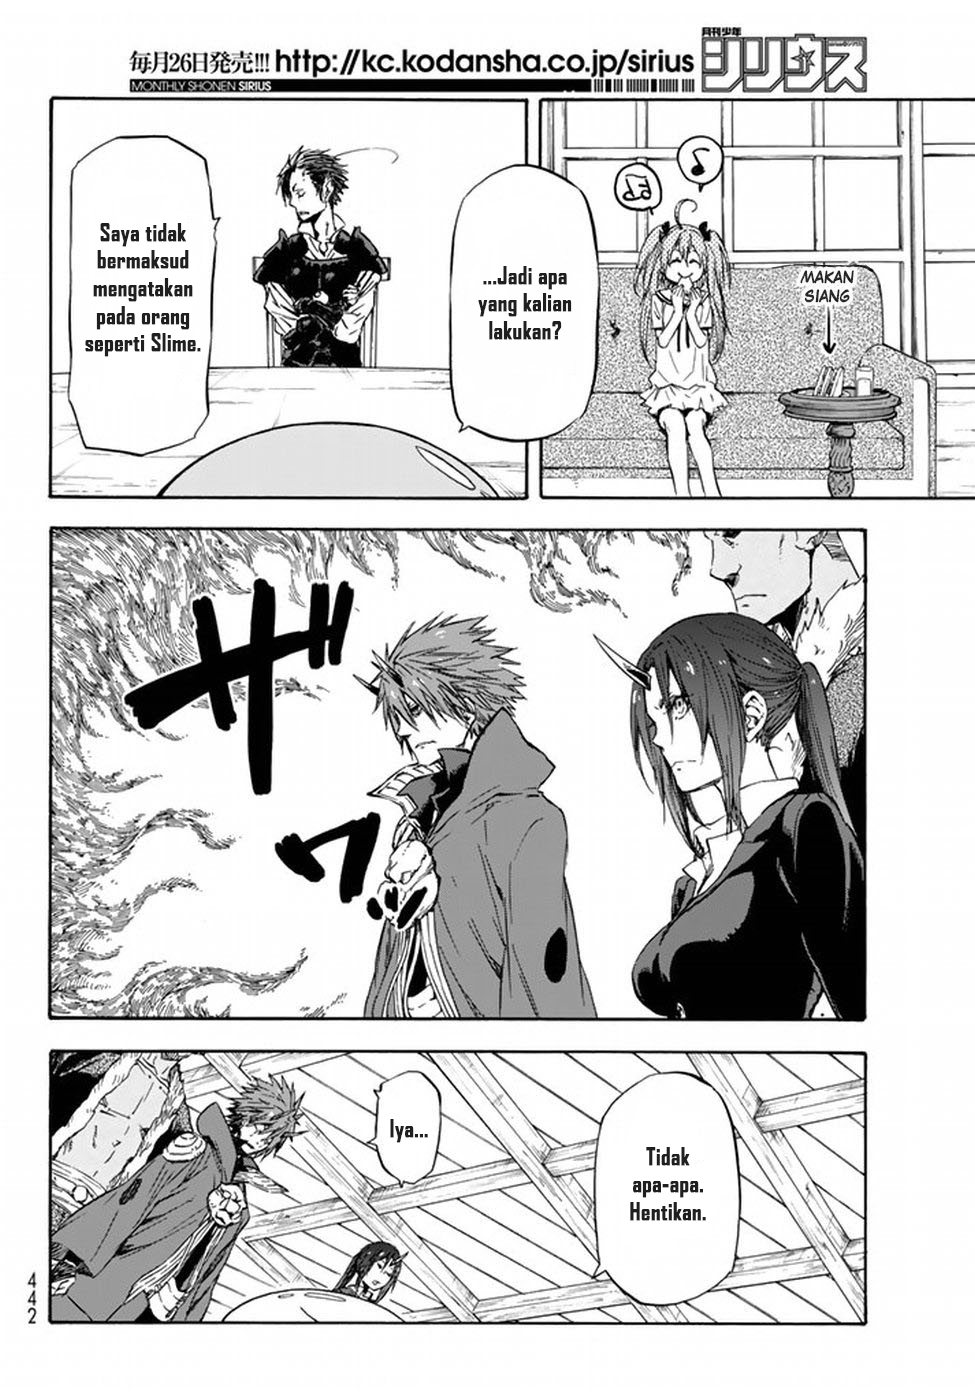 毎月26日発売!!! http://kc.kodansha.co.jp/sirius
MONTHLY SHONEN SIRIUS
月刊少年
シリウス
MAKAN
SIANG
...Jadi apa
yang kalian
lakukan?
Saya tidak
bermaksud
mengatakan
pada orang
seperti Slime.
ザワ
Tidak
apa-apa.
Hentikan.
Iya...
442